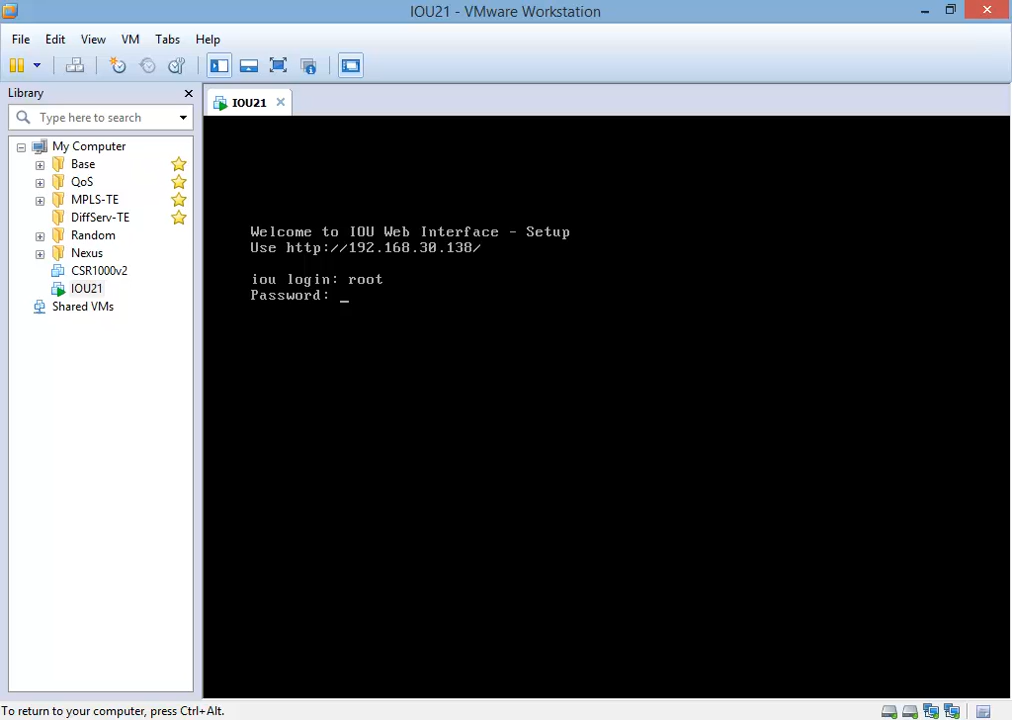 IOU21 - VMware Workstation
File Edit View VM Tabs Help
Library
IOU21
Type here to search
My Computer
Base
QoS
MPLS-TE
DiffServ-TE
Random
Nexus
CSR1000v2
IOU21
Shared VMs
Welcome to IOU Web Interface - Setup
Use http://192.168.30.138/
iou login: root
Password: _
To return to your computer, press Ctrl+Alt.